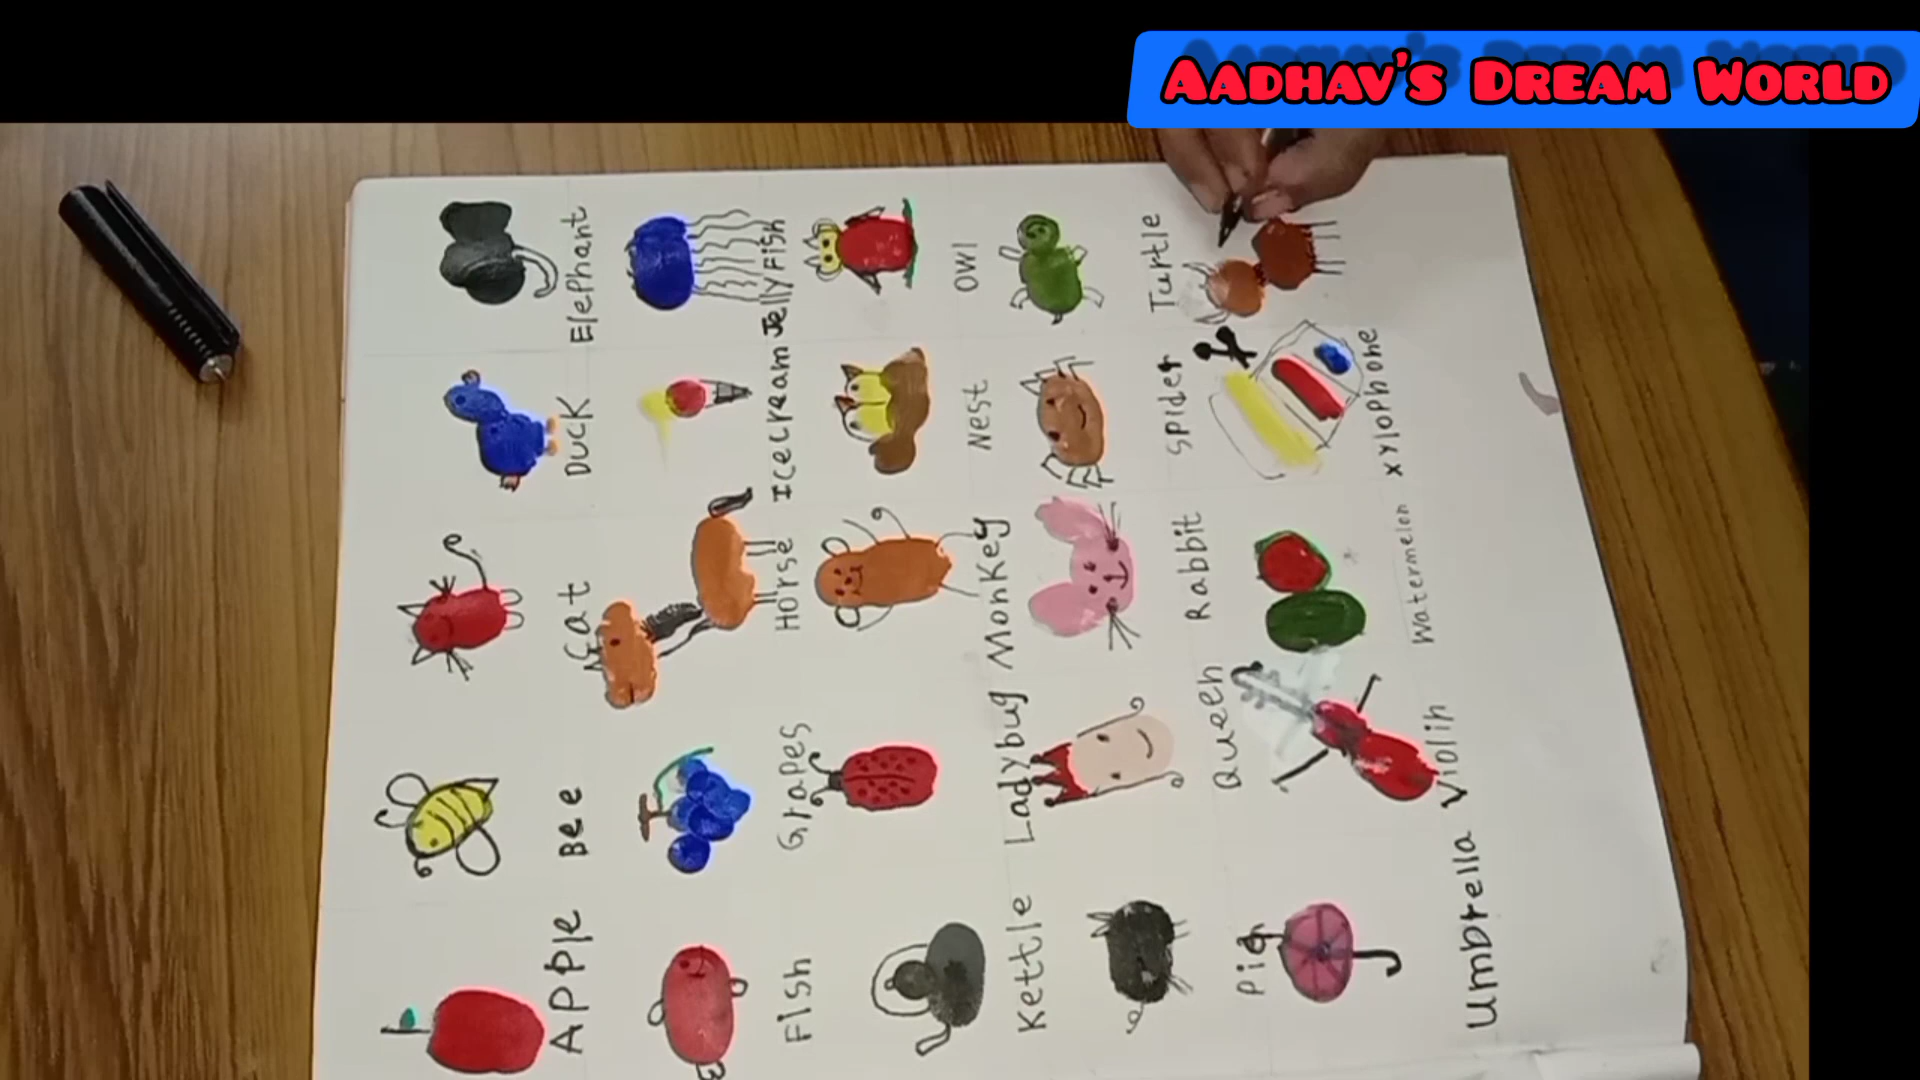 AADHAV'S DREAM WORLD
APPle
Bee
Cat
Duck
Elephant
Fish
Grapes
Horse
Icecream
Jelly Fish
Kettle
Ladybug
Monkey
Nest
Owl
Pig
Queen
Rabbit
Spider
Turtle
Umbrella
Violin
Watermelon
xylophone